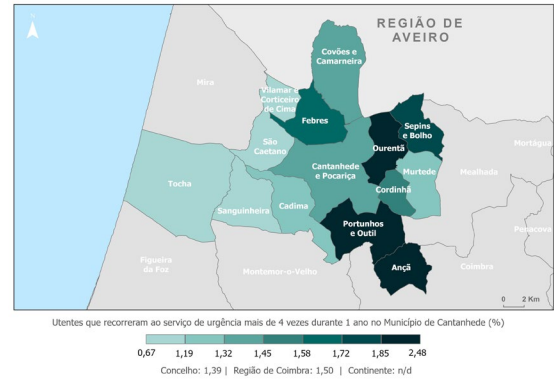 N
REGIÃO DE
AVEIRO
Covões e
Camarneira
Mira
Vilamar e
Corticeiro
de Cima
Febres
Sepins e
Bolho
Ourentã
Mortágua
São
Caetano
Cantanhede
e Pocariça
Murtede
Mealhada
Tocha
Cordinhã
Sanguinheira
Cadima
Penacova
Portunhos
e Outil
Figueira
da Foz
Montemor-o-Velho
Ançã
Coimbra
0 2 Km
Utentes que recorreram ao serviço de urgência mais de 4 vezes durante 1 ano no Município de Cantanhede (%)
0,67 1,19 1,32 1,45 1,58 1,72 1,85 2,48
Concelho: 1,39 | Região de Coimbra: 1,50 | Continente: n/d